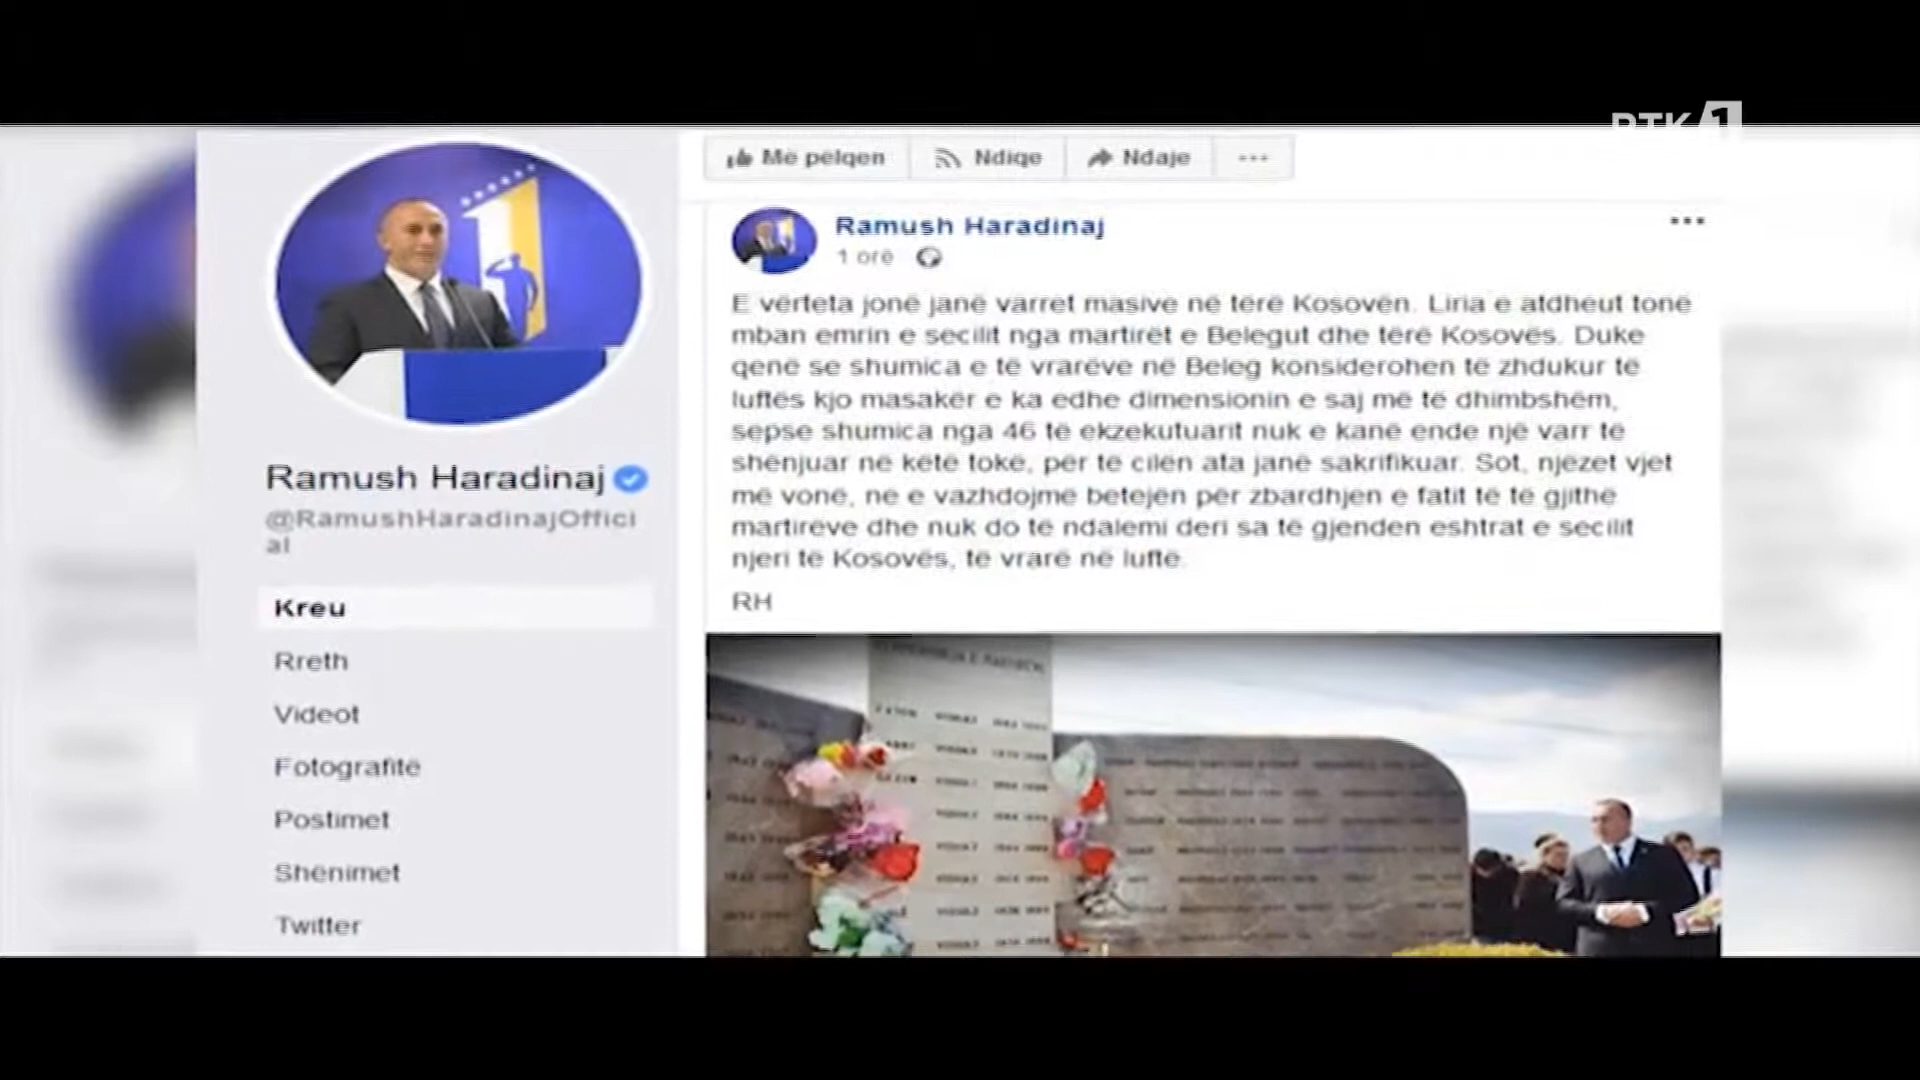 RTK 1
Më pëlqen
Ndiqe
Ndaje
Ramush Haradinaj
1 orë
E vërteta jonë janë varret masive në tërë Kosovën. Liria e atdheut tonë
mban emrin e secilit nga martirët e Belegut dhe tërë Kosovës. Duke
qenë se shumica e të vrarëve në Beleg konsiderohen të zhdukur të
luftës kjo masakër e ka edhe dimensionin e saj më të dhimbshëm,
sepse shumica nga 46 të ekzekutuarit nuk e kanë ende një varr të
shënjuar në këtë tokë, për të cilën ata janë sakrifikuar. Sot, njëzet vjet
më vonë, ne e vazhdojmë betejën për zbardhjen e fatit të të gjithë
martirëve dhe nuk do të ndalemi deri sa të gjenden eshtrat e secilit
njeri të Kosovës, të vrarë në luftë.
RH
Ramush Haradinaj
@RamushHaradinajOffici
al
Kreu
Rreth
Videot
Fotografitë
Postimet
Shënimet
Twitter